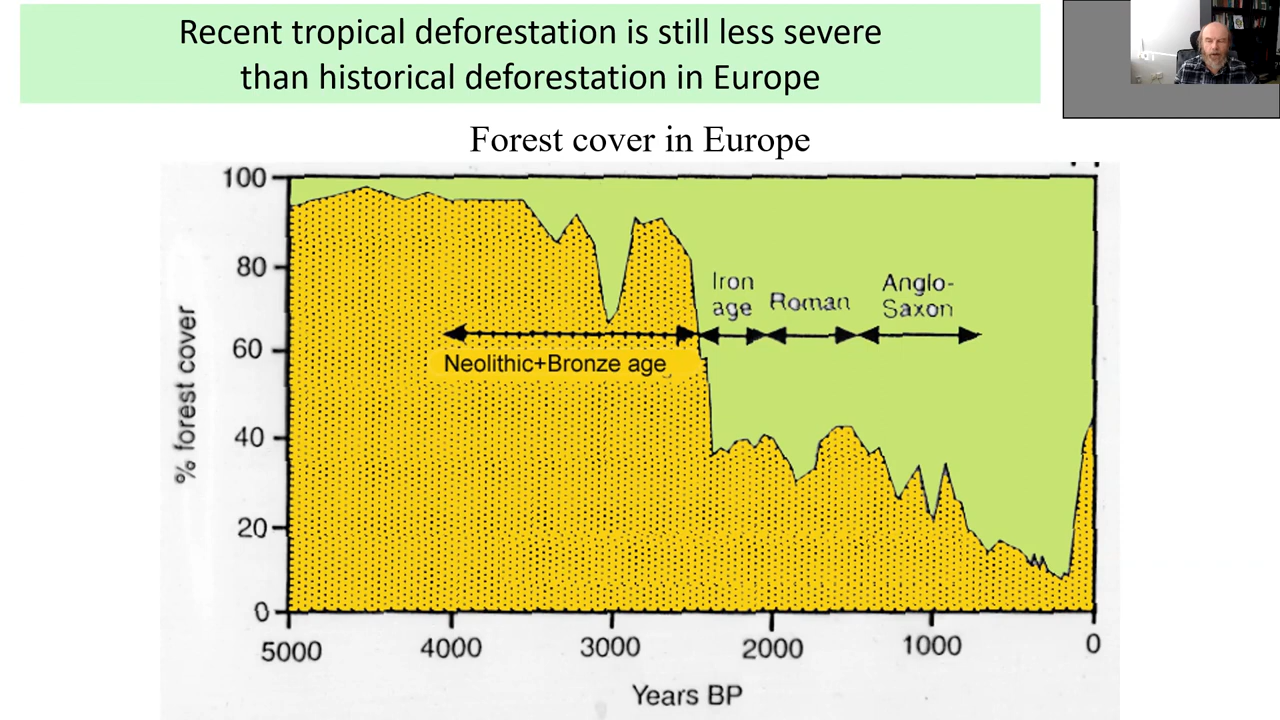 Recent tropical deforestation is still less severe
than historical deforestation in Europe
Forest cover in Europe
100
80
60
40
20
0
% forest cover
Iron
age
Roman
Anglo-
Saxon
Neolithic+Bronze age
5000
4000
3000
2000
1000
0
Years BP